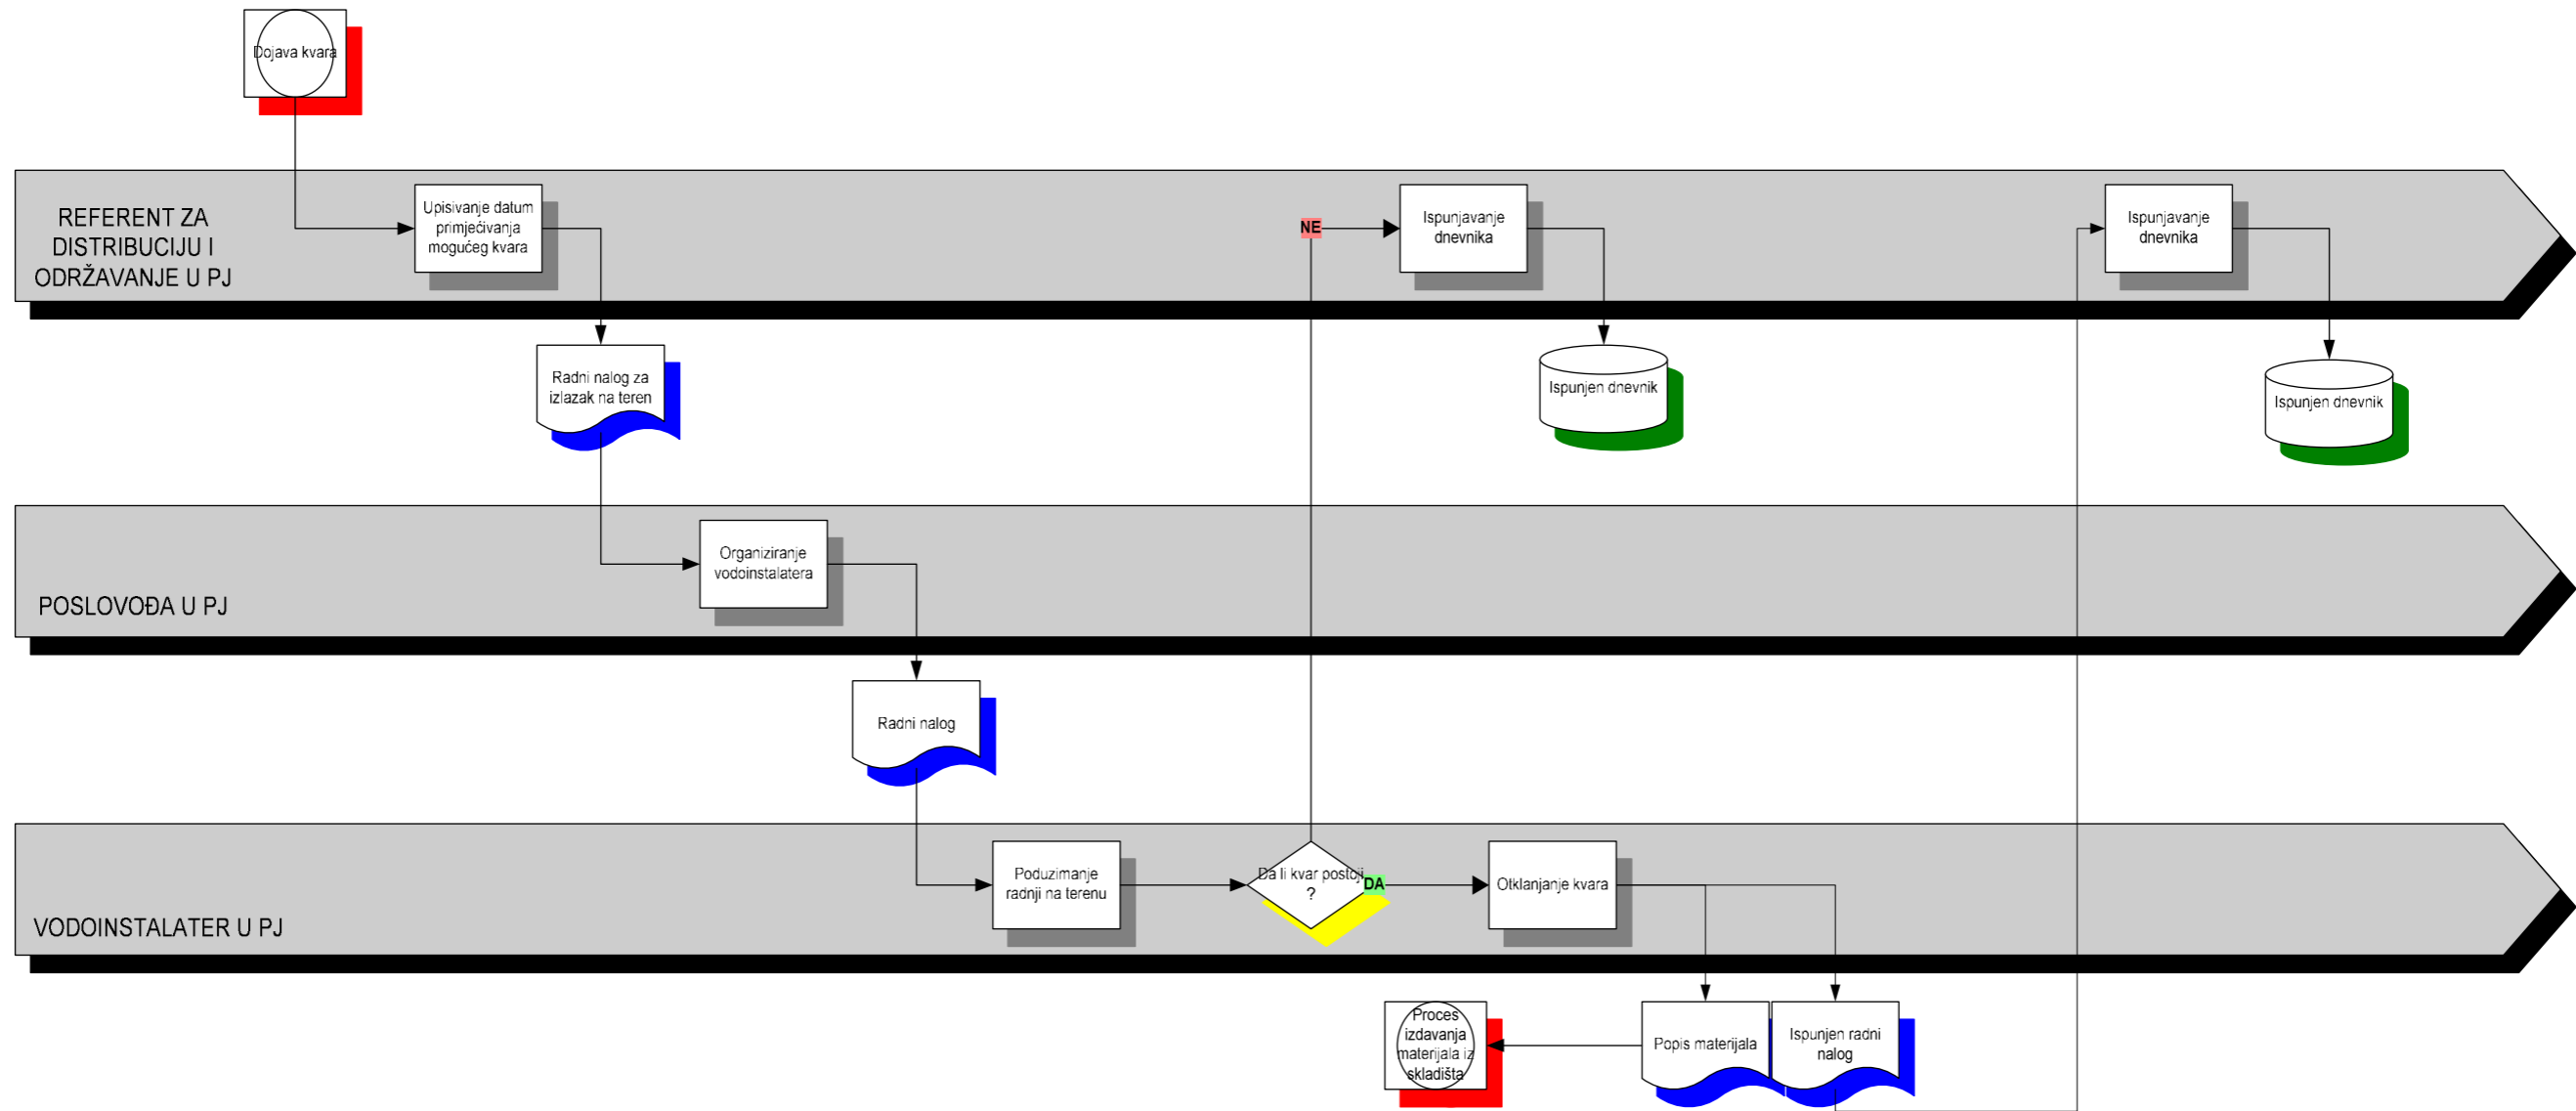 Dojava kvara
REFERENT ZA
DISTRIBUCIJU I
ODRŽAVANJE U PJ
Upisivanje datum
primjećivanja
mogućeg kvara
NE
Ispunjavanje
dnevnika
Ispunjavanje
dnevnika
Radni nalog za
izlazak na teren
Ispunjen dnevnik
Ispunjen dnevnik
POSLOVOĐA U PJ
Organiziranje
vodoinstalatera
Radni nalog
VODOINSTALATER U PJ
Poduzimanje
radnji na terenu
Da li kvar postoji
?
DA
Otklanjanje kvara
Proces
izdavanja
materijala iz
skladišta
Popis materijala
Ispunjen radni
nalog